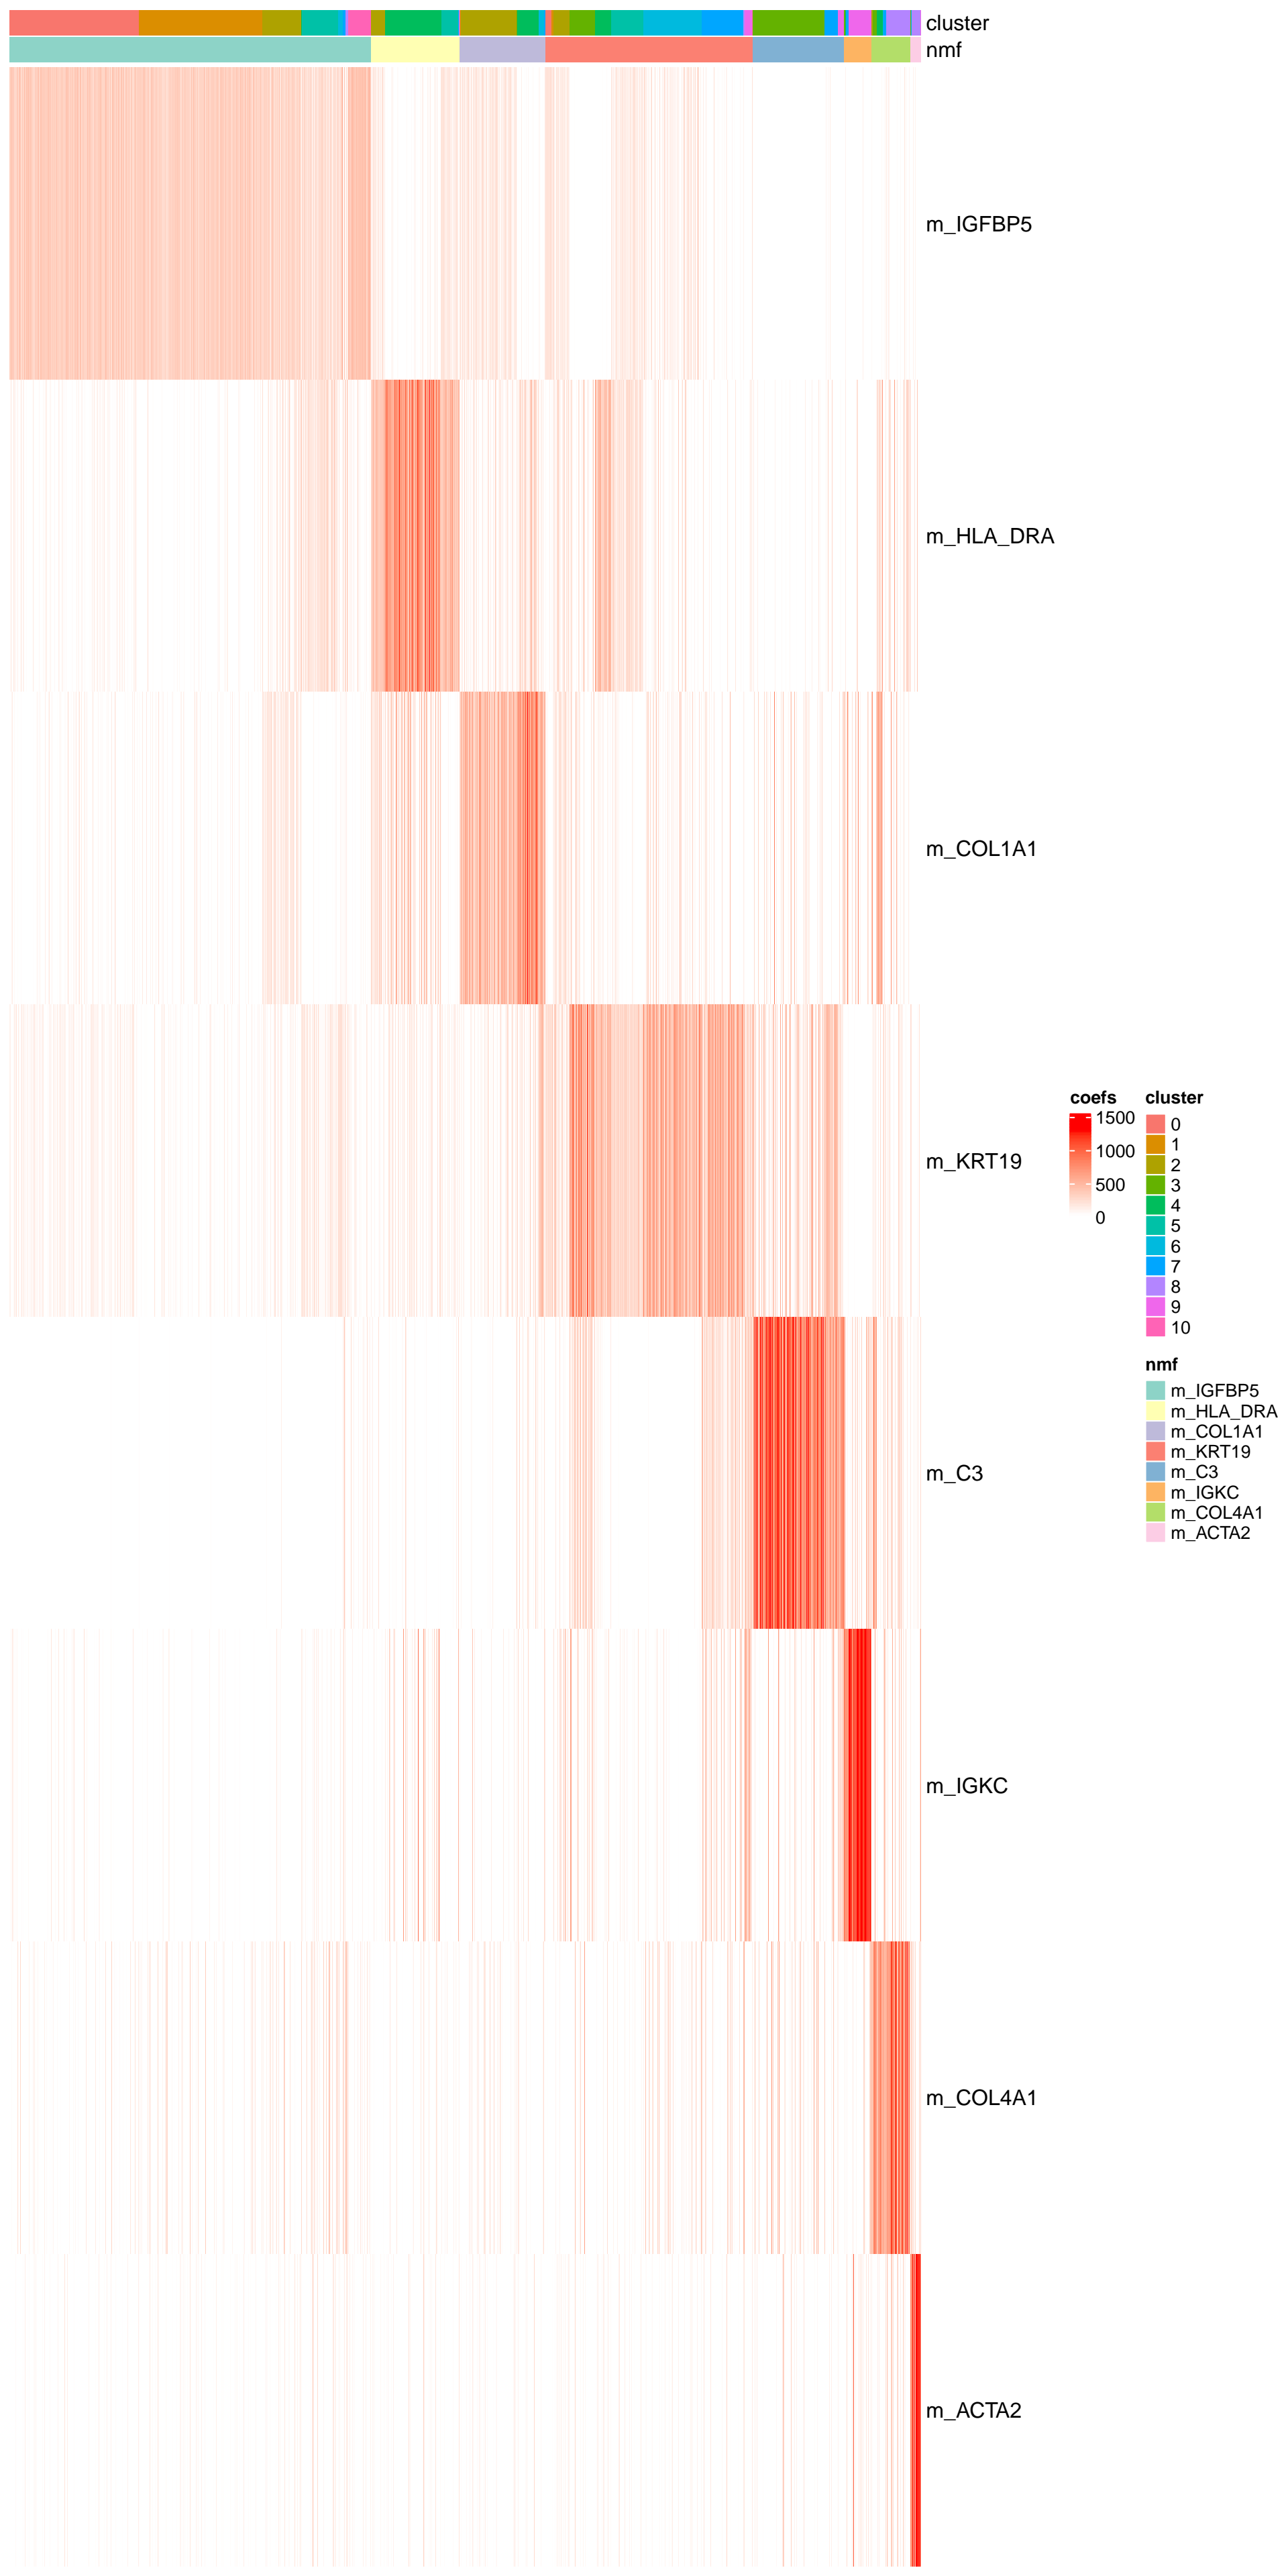 cluster
nmf
m_IGFBP5
m_HLA_DRA
m_COL1A1
m_KRT19
m_C3
m_IGKC
m_COL4A1
m_ACTA2
coefs
1500
1000
500
0
cluster
0
1
2
3
4
5
6
7
8
9
10
nmf
m_IGFBP5
m_HLA_DRA
m_COL1A1
m_KRT19
m_C3
m_IGKC
m_COL4A1
m_ACTA2